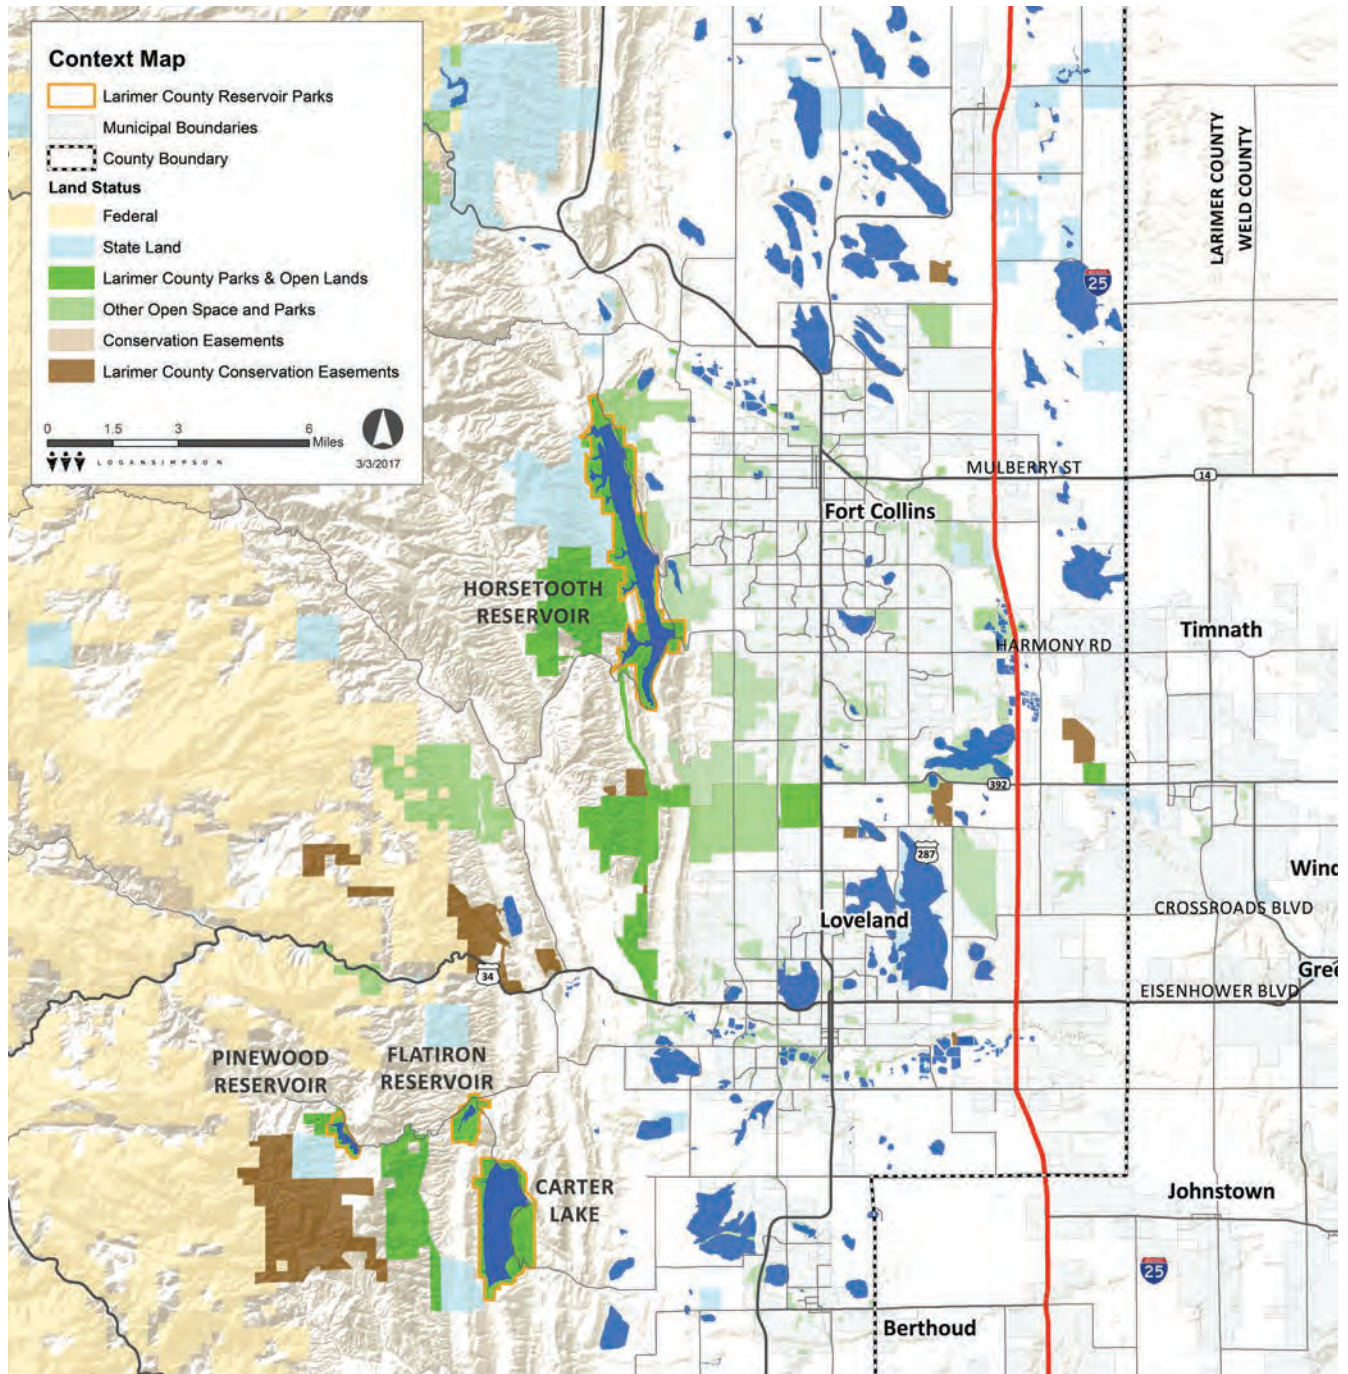 Context Map
Larimer County Reservoir Parks
Municipal Boundaries
County Boundary
Land Status
Federal
State Land
Larimer County Parks & Open Lands
Other Open Space and Parks
Conservation Easements
Larimer County Conservation Easements
0 1.5 3 6
Miles
LOGANSIMPSON
3/3/2017
LARIMER COUNTY
WELD COUNTY
25
MULBERRY ST
14
Fort Collins
HORSETOOTH
RESERVOIR
Timnath
HARMONY RD
392
287
Wind
CROSSROADS BLVD
Loveland
34
Gree
EISENHOWER BLVD
PINEWOOD
RESERVOIR
FLATIRON
RESERVOIR
CARTER
LAKE
Johnstown
25
Berthoud